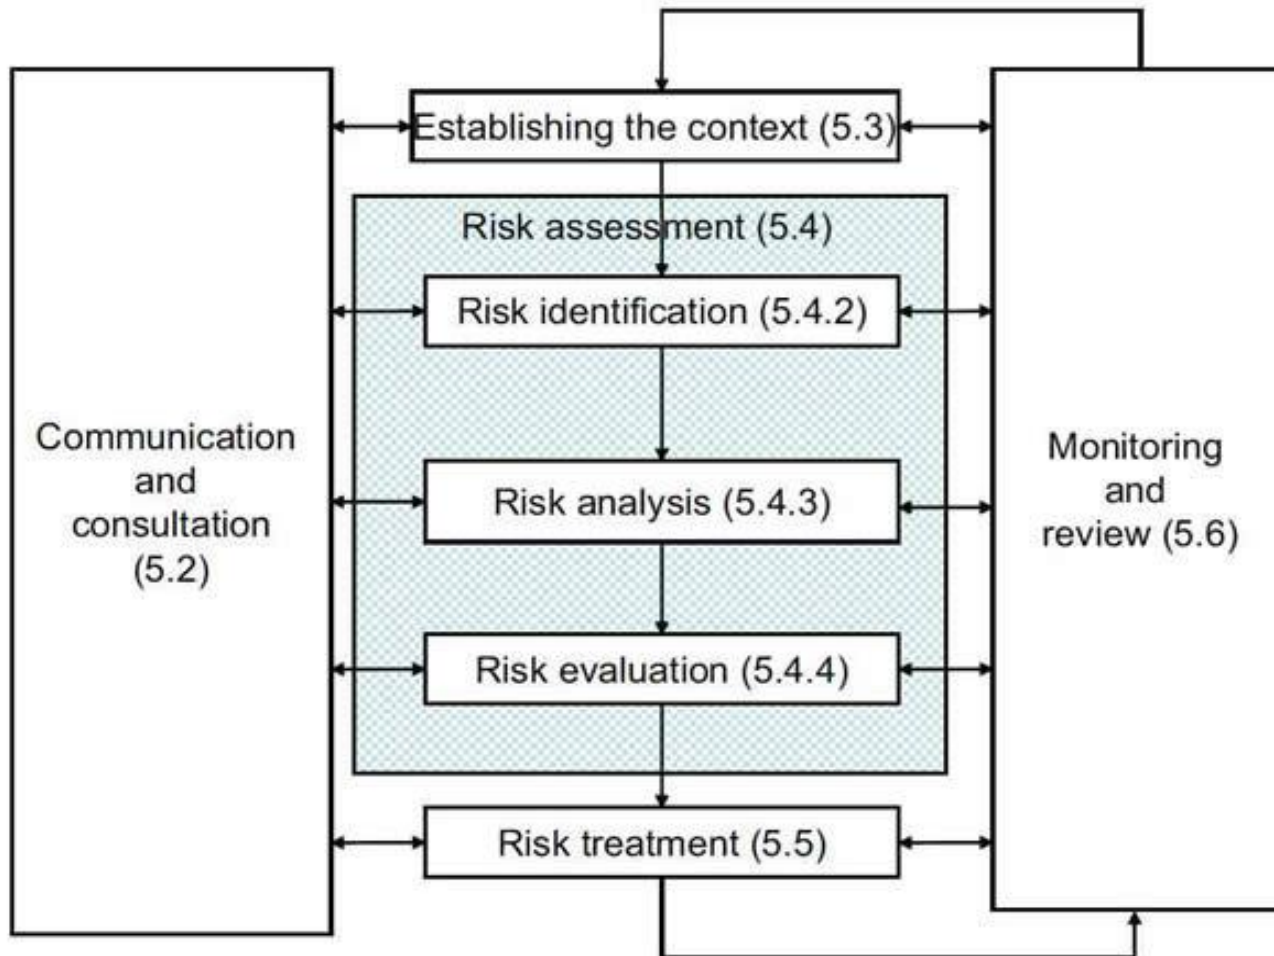 Establishing the context (5.3)
Risk assessment (5.4)
Risk identification (5.4.2)
Communication
and
consultation
(5.2)
Risk analysis (5.4.3)
Monitoring
and
review (5.6)
Risk evaluation (5.4.4)
Risk treatment (5.5)